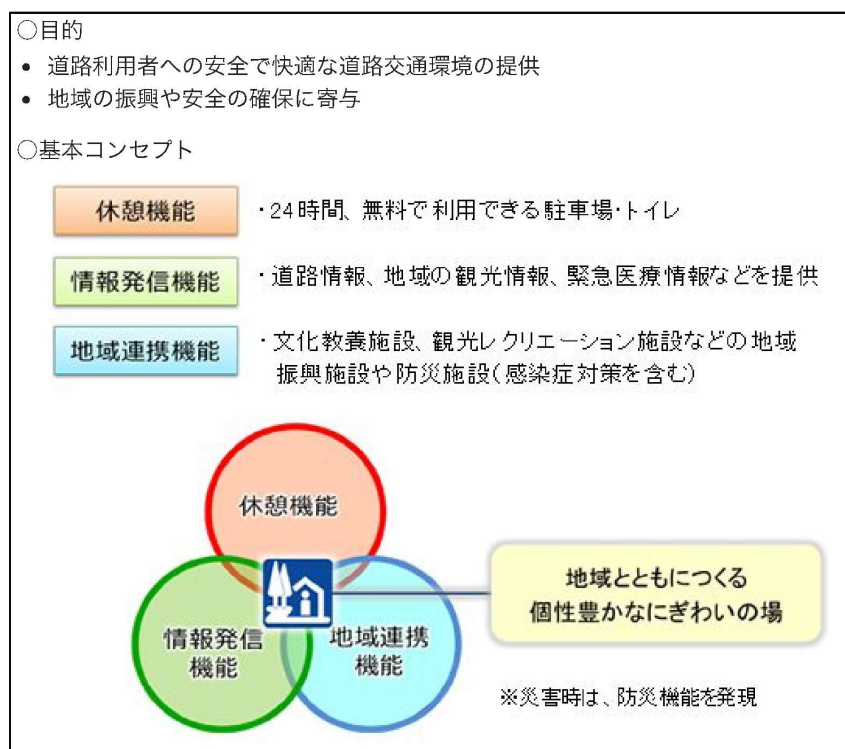 ○目的
• 道路利用者への安全で快適な道路交通環境の提供
• 地域の振興や安全の確保に寄与
○基本コンセプト
休憩機能
・24時間、無料で利用できる駐車場・トイレ
情報発信機能
・道路情報、地域の観光情報、緊急医療情報などを提供
地域連携機能
・文化教養施設、観光レクリエーション施設などの地域
振興施設や防災施設(感染症対策を含む)
休憩機能
情報発信
機能
地域連携
機能
地域とともにつくる
個性豊かなにぎわいの場
※災害時は、防災機能を発現